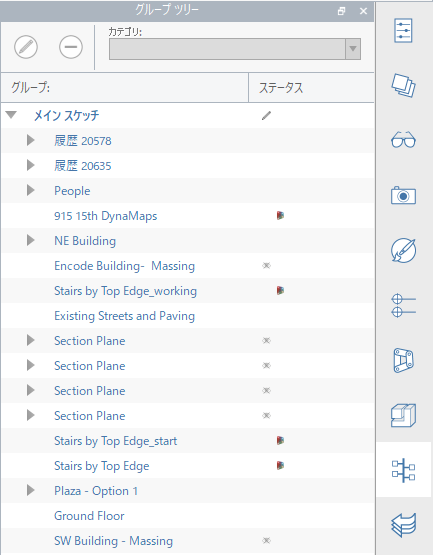 グループ ツリー
カテゴリ:
グループ: ステータス
メイン スケッチ
履歴 20578
履歴 20635
People
915 15th DynaMaps
NE Building
Encode Building-  Massing
Stairs by Top Edge_working
Existing Streets and Paving
Section Plane
Section Plane
Section Plane
Section Plane
Stairs by Top Edge_start
Stairs by Top Edge
Plaza - Option 1
Ground Floor
SW Building - Massing